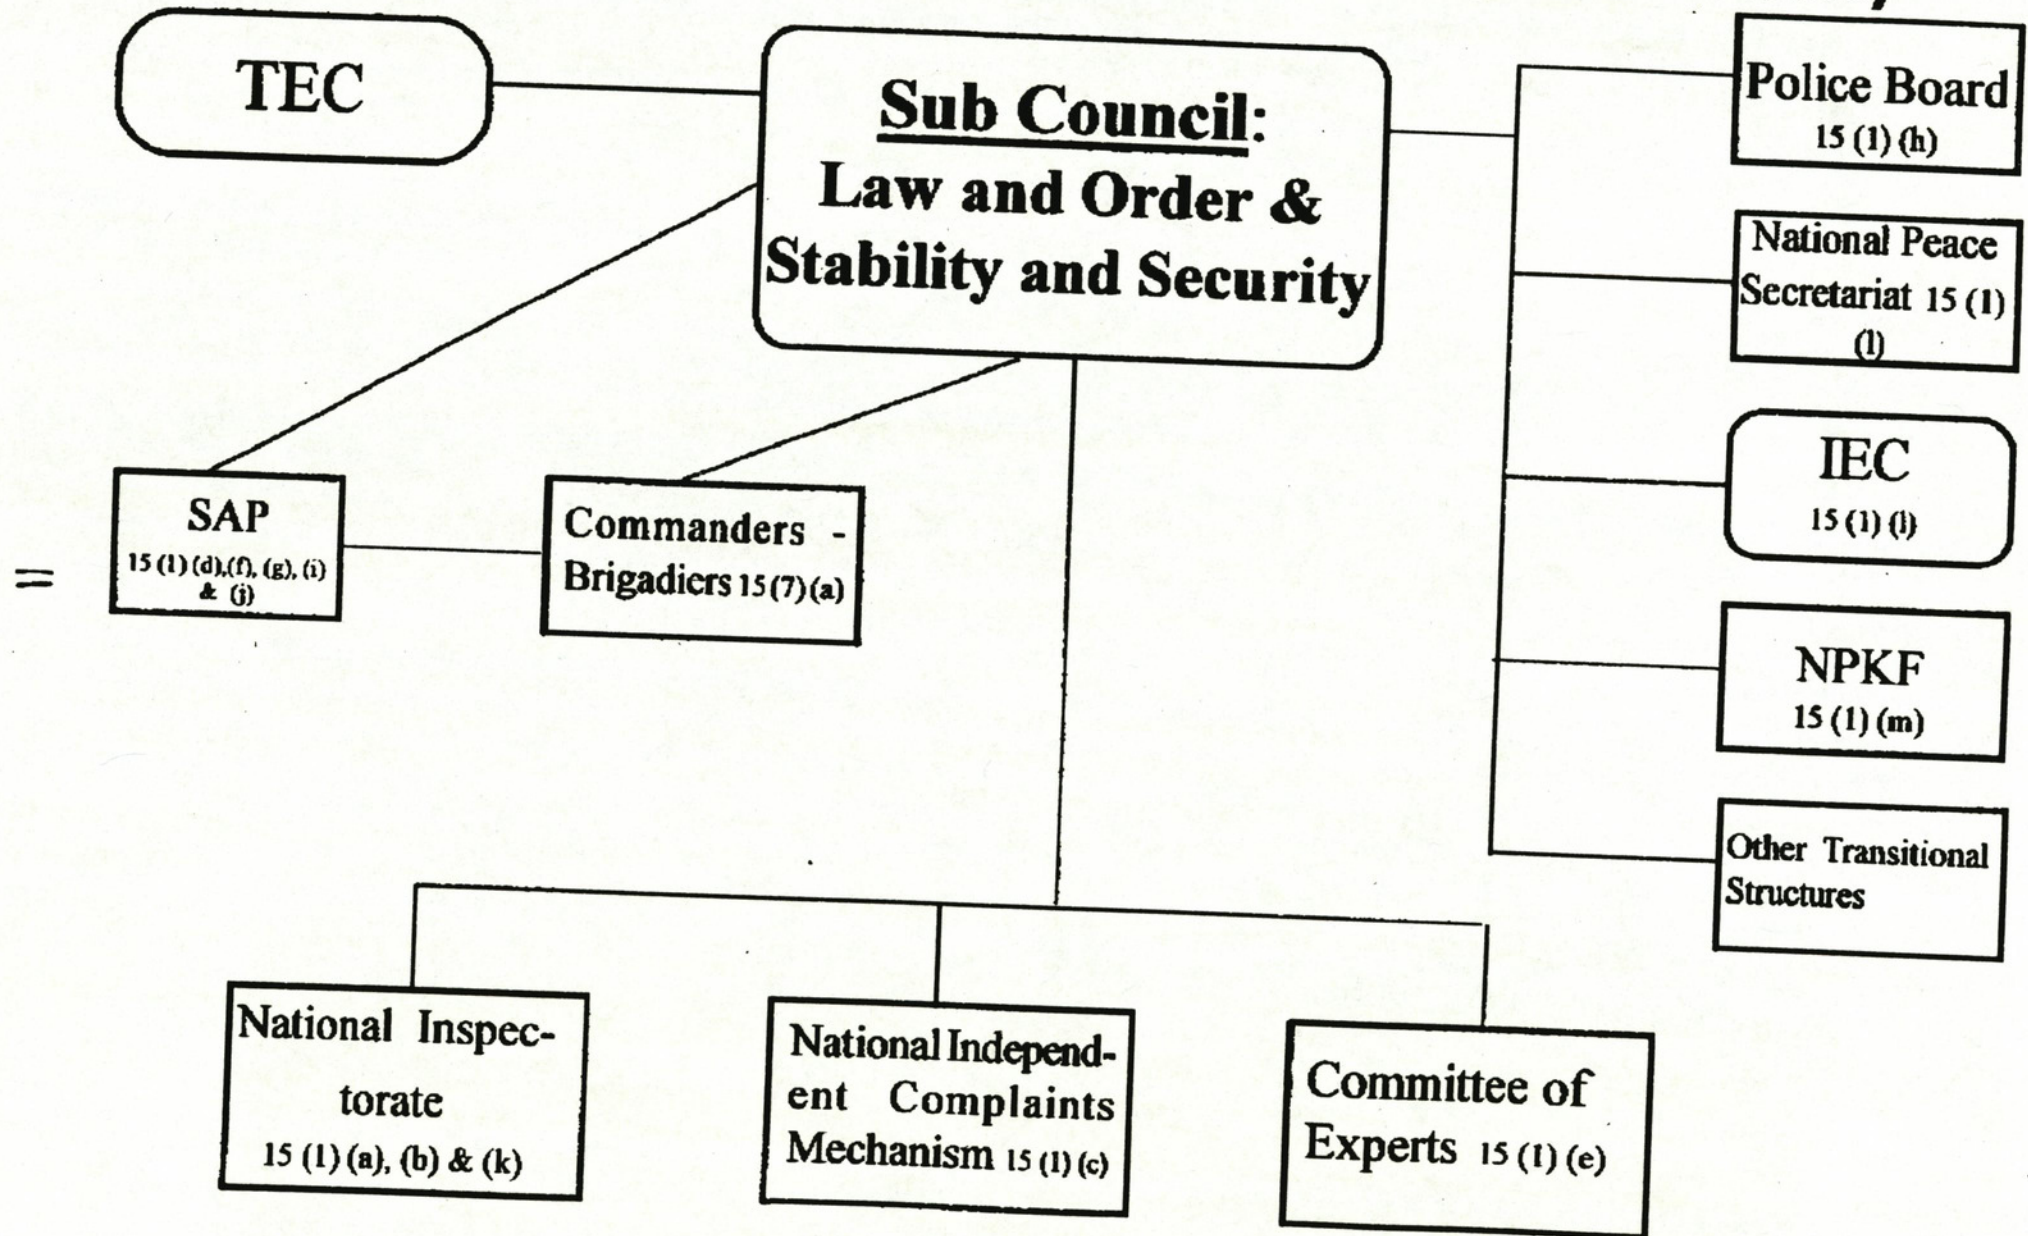 TEC
Sub Council:
Law and Order &
Stability and Security
Police Board
15 (1) (h)
National Peace
Secretariat 15 (1)
(l)
IEC
15 (1) (l)
NPKF
15 (1) (m)
Other Transitional
Structures
SAP
15 (1) (d),(f), (g), (i)
& (j)
Commanders -
Brigadiers 15 (7) (a)
=
National Inspec-
torate
15 (1) (a), (b) & (k)
National Independ-
ent Complaints
Mechanism 15 (1) (c)
Committee of
Experts 15 (1) (e)